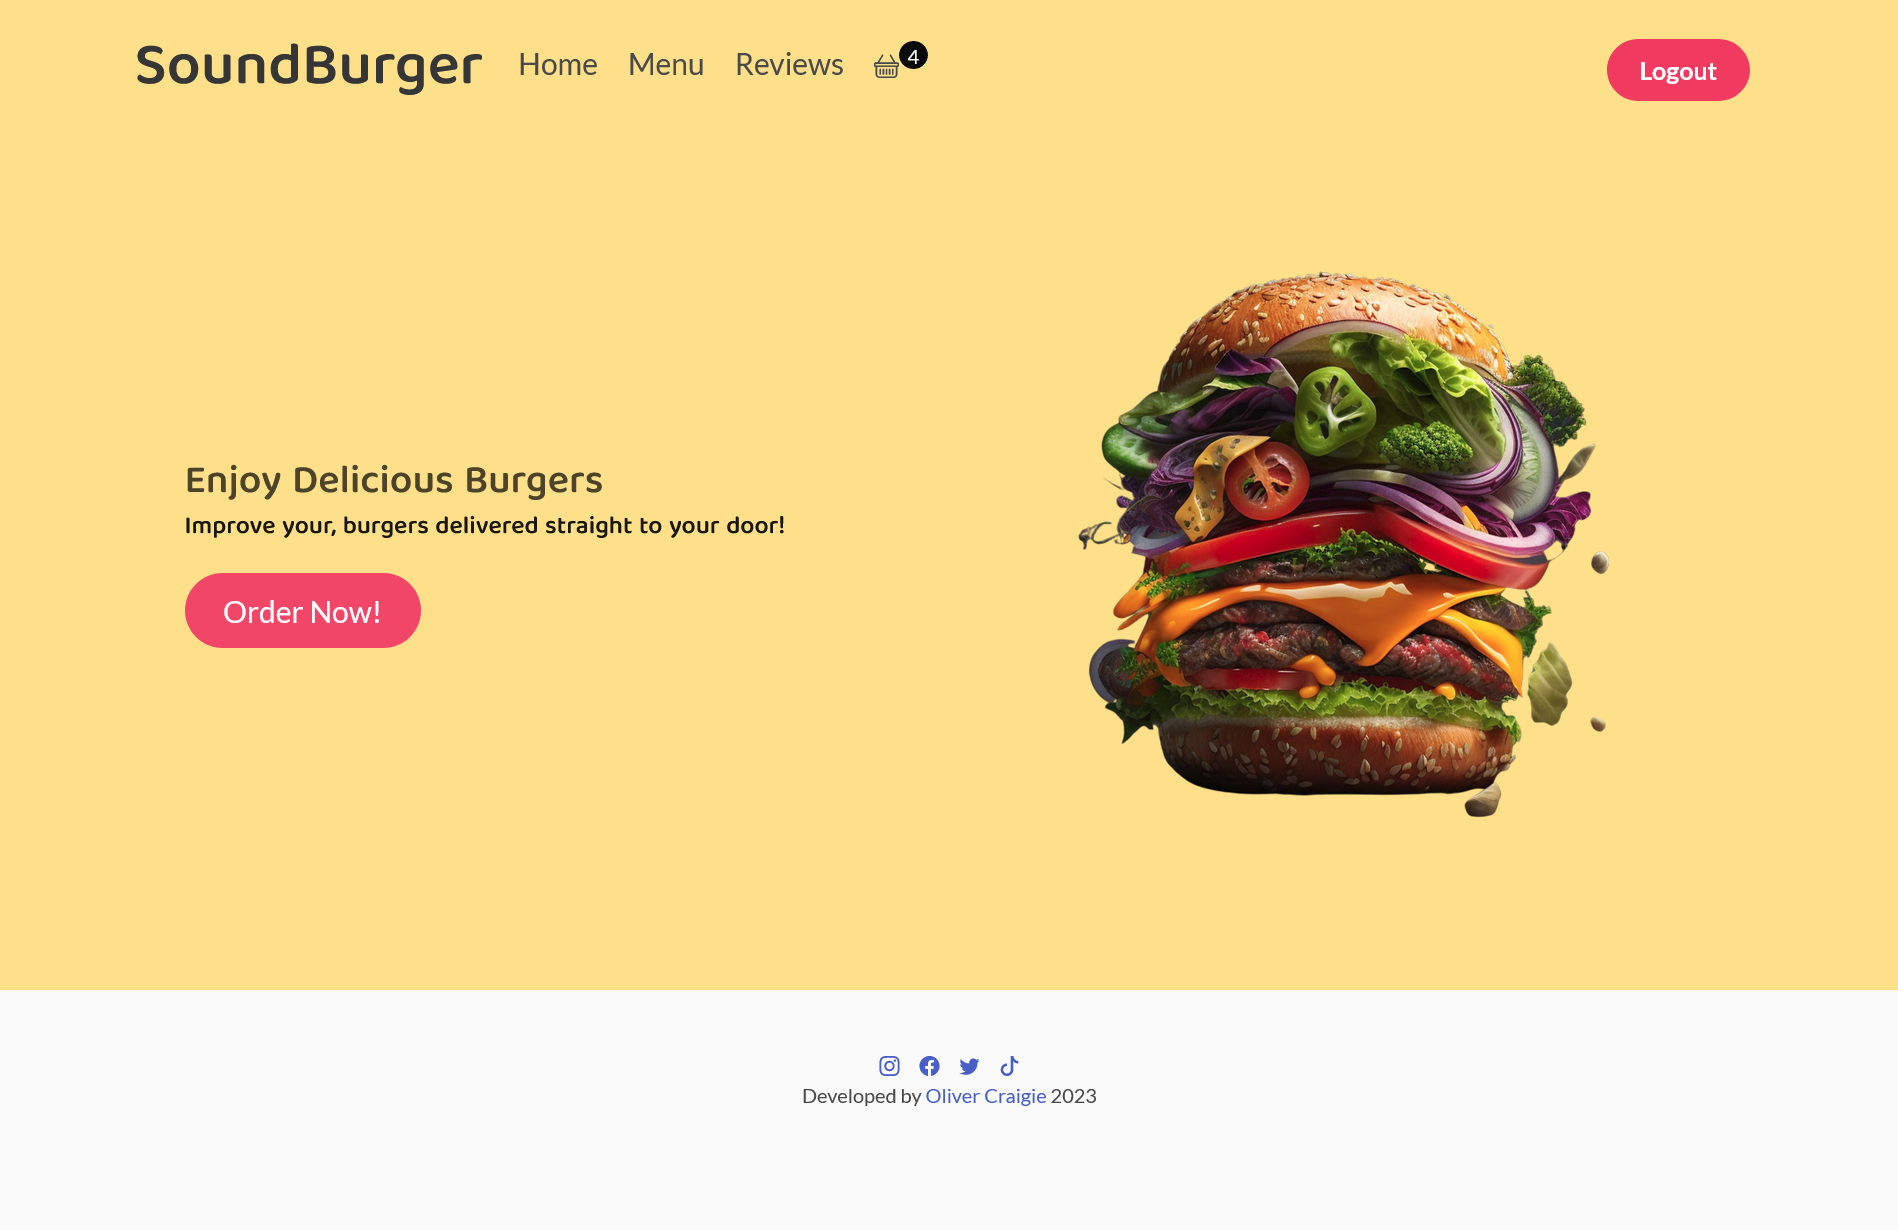 SoundBurger Home Menu Reviews 4 Logout
Enjoy Delicious Burgers
Improve your, burgers delivered straight to your door!
Order Now!
Developed by Oliver Craigie 2023